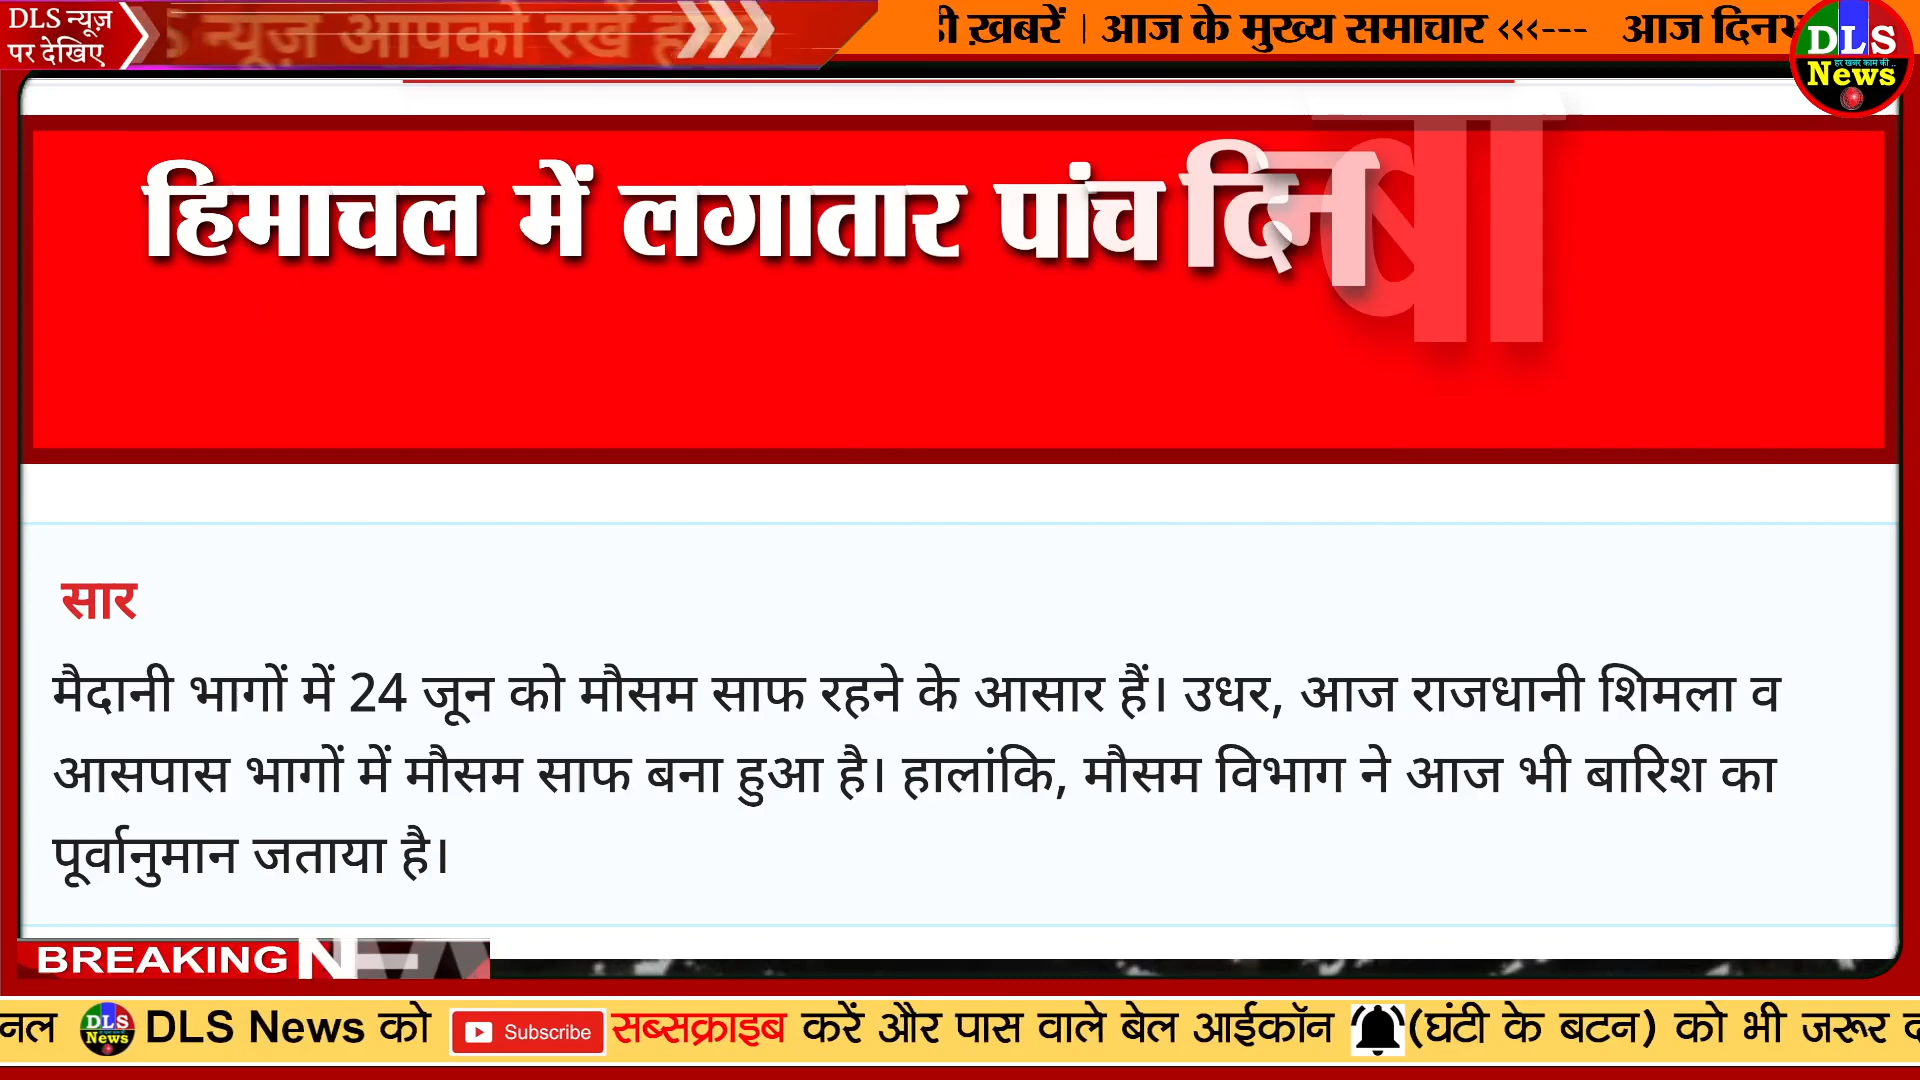 DLS न्यूज़
पर देखिए
न्यूज़ आपको रखे
ख़बरें | आज के मुख्य समाचार ‹‹‹--- आज
DLS
हर खबर काम की..
News
हिमाचल में लगातार पांच दिन बा
सार
मैदानी भागों में 24 जून को मौसम साफ रहने के आसार हैं। उधर, आज राजधानी शिमला व
आसपास भागों में मौसम साफ बना हुआ है। हालांकि, मौसम विभाग ने आज भी बारिश का
पूर्वानुमान जताया है।
BREAKING
DLS News को Subscribe सब्सक्राइब करें और पास वाले बेल आईकॉन (घंटी के बटन) को भी जरूर